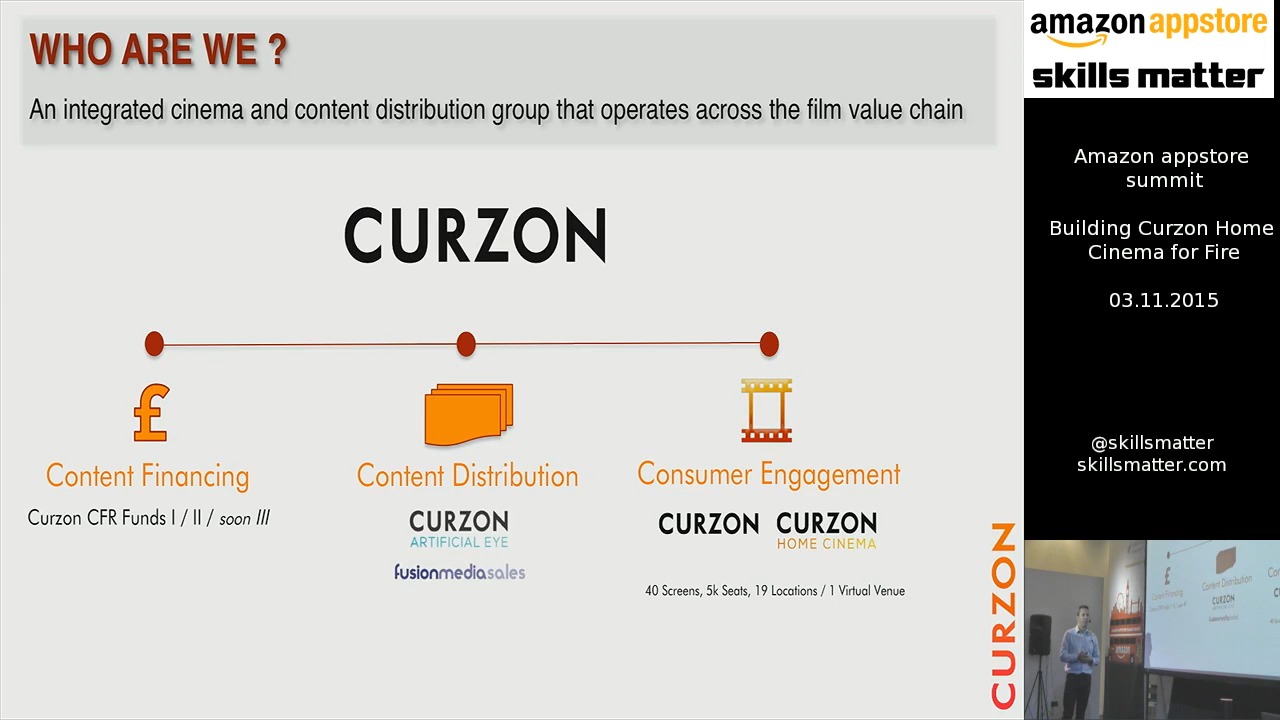 WHO ARE WE ?
An integrated cinema and content distribution group that operates across the film value chain
CURZON
£
Content Financing
Curzon CFR Funds I / II / soon III
Content Distribution
CURZON
ARTIFICIAL EYE
fusionmediasales
Consumer Engagement
CURZON
CURZON
HOME CINEMA
40 Screens, 5k Seats, 19 Locations / 1 Virtual Venue
CURZON
amazon appstore
skills matter
Amazon appstore
summit
Building Curzon Home
Cinema for Fire
03.11.2015
@skillsmatter
skillsmatter.com
£
Content Distribution
CURZON